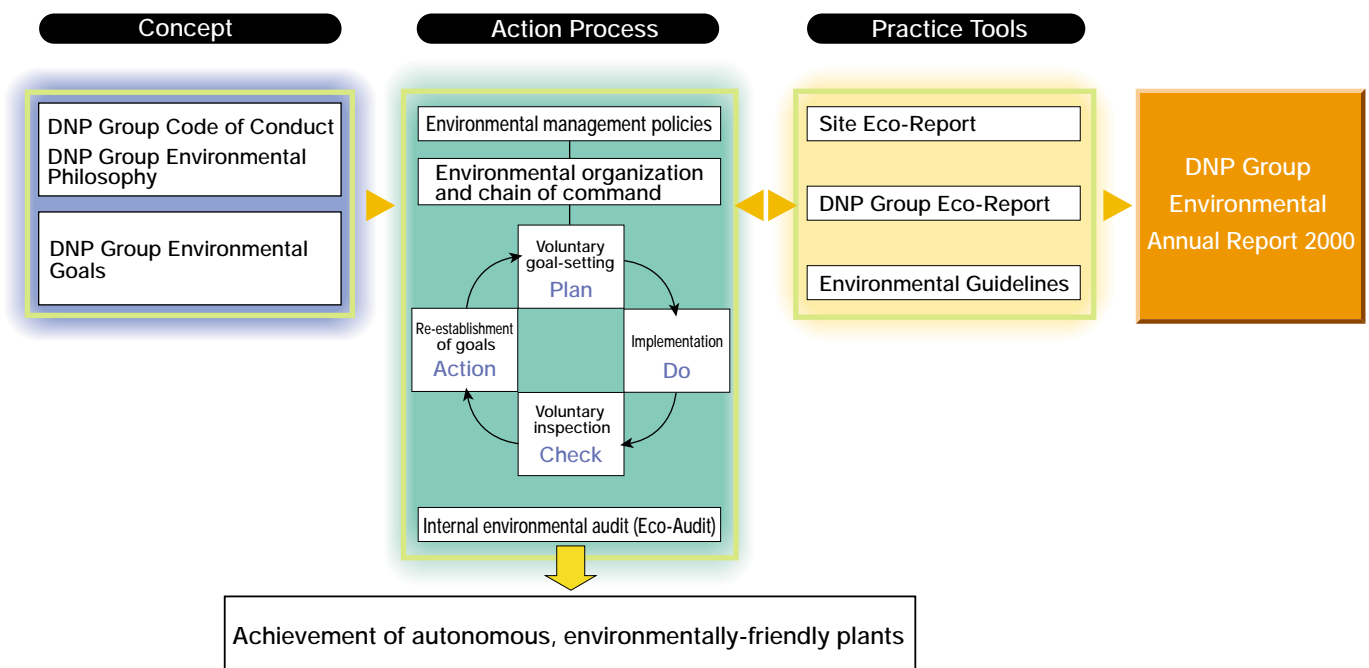 Concept
Action Process
Practice Tools
DNP Group Code of Conduct
DNP Group Environmental
Philosophy
DNP Group Environmental
Goals
Environmental management policies
Environmental organization
and chain of command
Voluntary
goal-setting
Plan
Re-establishment
of goals
Action
Implementation
Do
Voluntary
inspection
Check
Internal environmental audit (Eco-Audit)
Site Eco-Report
DNP Group Eco-Report
Environmental Guidelines
DNP Group
Environmental
Annual Report 2000
Achievement of autonomous, environmentally-friendly plants